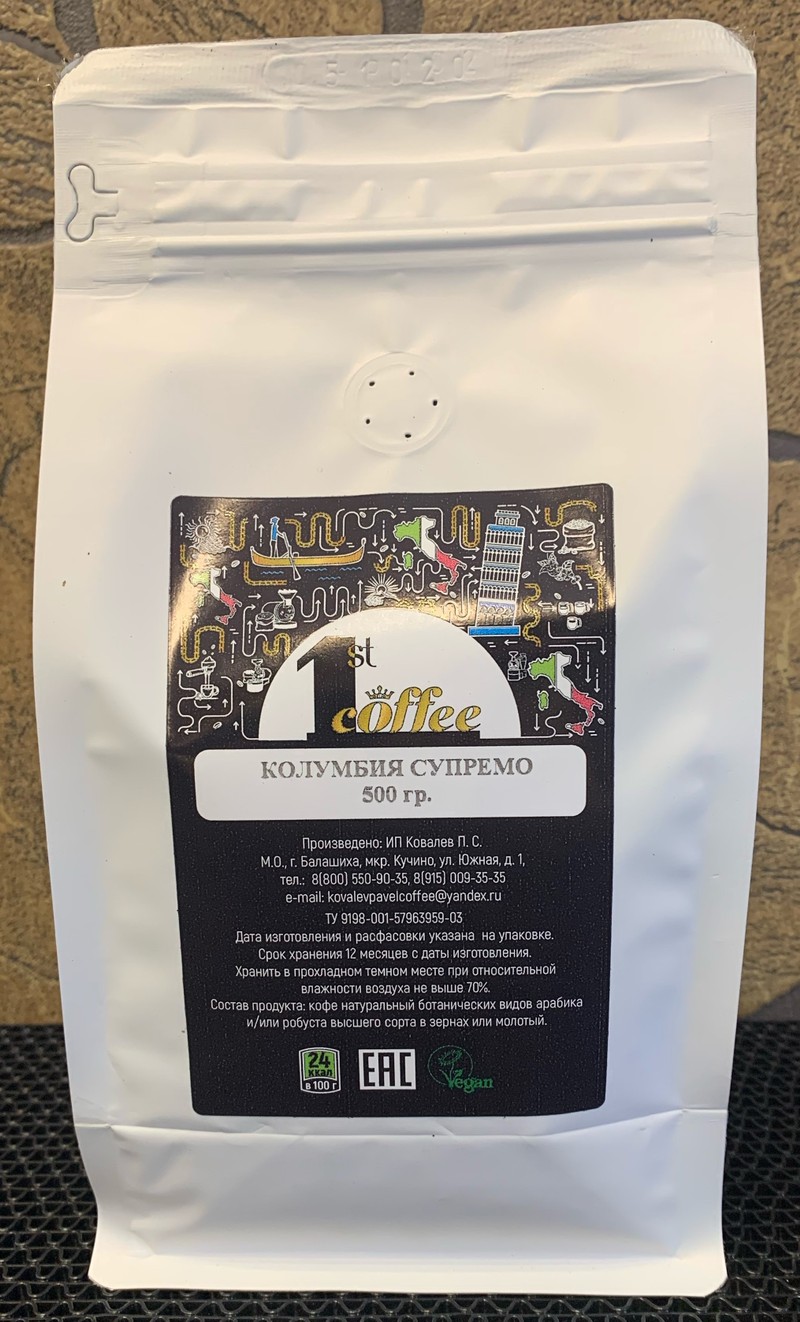 1st
coffee
КОЛУМБИЯ СУПРЕМО
500 гр.
Произведено: ИП Ковалев П. С.
М.О., г. Балашиха, мкр. Кучино, ул. Южная, д. 1,
тел.: 8(800) 550-90-35, 8(915) 009-35-35
e-mail: kovalevpavelcoffee@yandex.ru
ТУ 9198-001-57963959-03
Дата изготовления и расфасовки указана на упаковке.
Срок хранения 12 месяцев с даты изготовления.
Хранить в прохладном темном месте при относительной
влажности воздуха не выше 70%.
Состав продукта: кофе натуральный ботанических видов арабика
и/или робуста высшего сорта в зернах или молотый.
24
ккал
в 100 г
EAC
Vegan